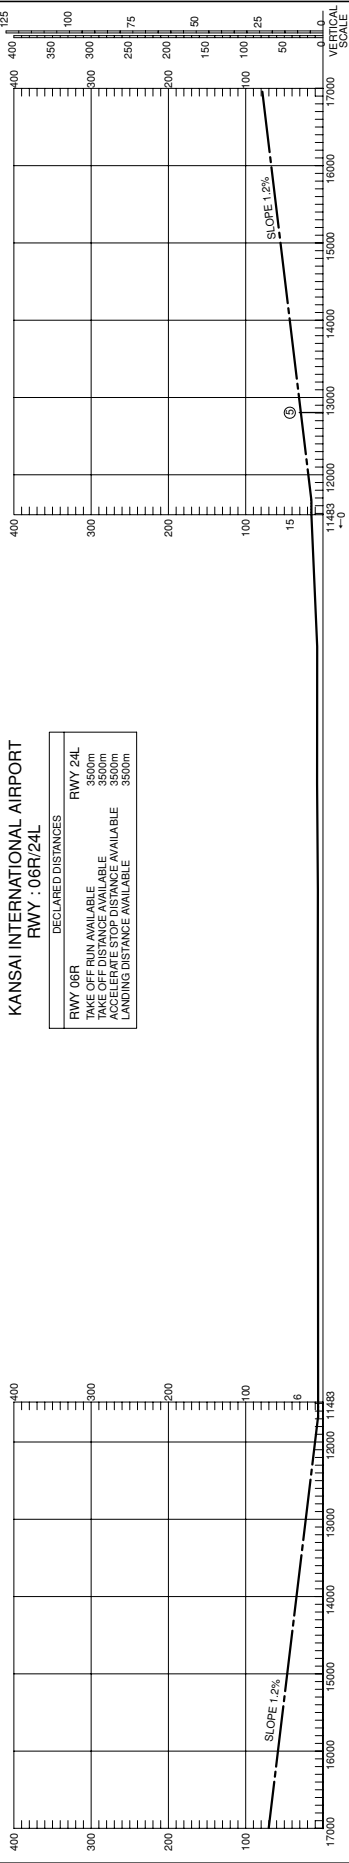 KANSAI INTERNATIONAL AIRPORT
RWY : 06R/24L
DECLARED DISTANCES
RWY 06R RWY 24L
TAKE OFF RUN AVAILABLE 3500m
TAKE OFF DISTANCE AVAILABLE 3500m
ACCELERATE STOP DISTANCE AVAILABLE 3500m
LANDING DISTANCE AVAILABLE 3500m
400 400 400 400
300 300 300 300
200 200 200 200
100 100 100 100
SLOPE 1.2%
6
15
5
SLOPE 1.2%
17000 16000 15000 14000 13000 12000 11483
11483 12000 13000 14000 15000 16000 17000
←0
125
100
75
50
25
0
400
350
300
250
200
150
100
50
0
VERTICAL
SCALE